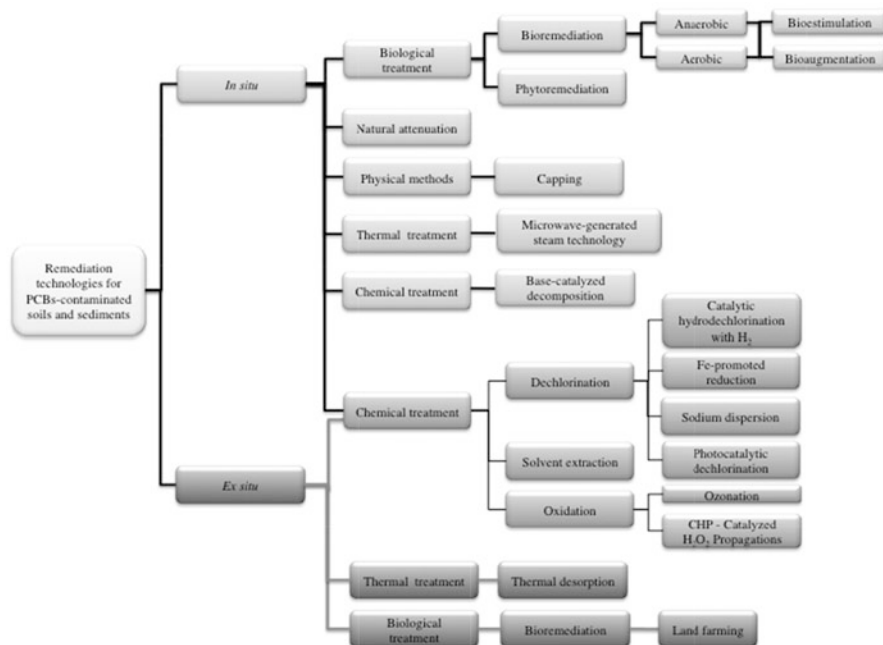 Remediation
technologies for
PCBs-contaminated
soils and sediments
In situ
Biological
treatment
Bioremediation
Anaerobic
Aerobic
Bioestimulation
Bioaugmentation
Phytoremediation
Natural attenuation
Physical methods
Capping
Thermal treatment
Microwave-generated
steam technology
Chemical treatment
Base-catalyzed
decomposition
Chemical treatment
Dechlorination
Catalytic
hydrodechlorination
with H₂
Fe-promoted
reduction
Sodium dispersion
Photocatalytic
dechlorination
Solvent extraction
Oxidation
Ozonation
CHP - Catalyzed
H₂O₂ Propagations
Ex situ
Thermal treatment
Thermal desorption
Biological
treatment
Bioremediation
Land farming